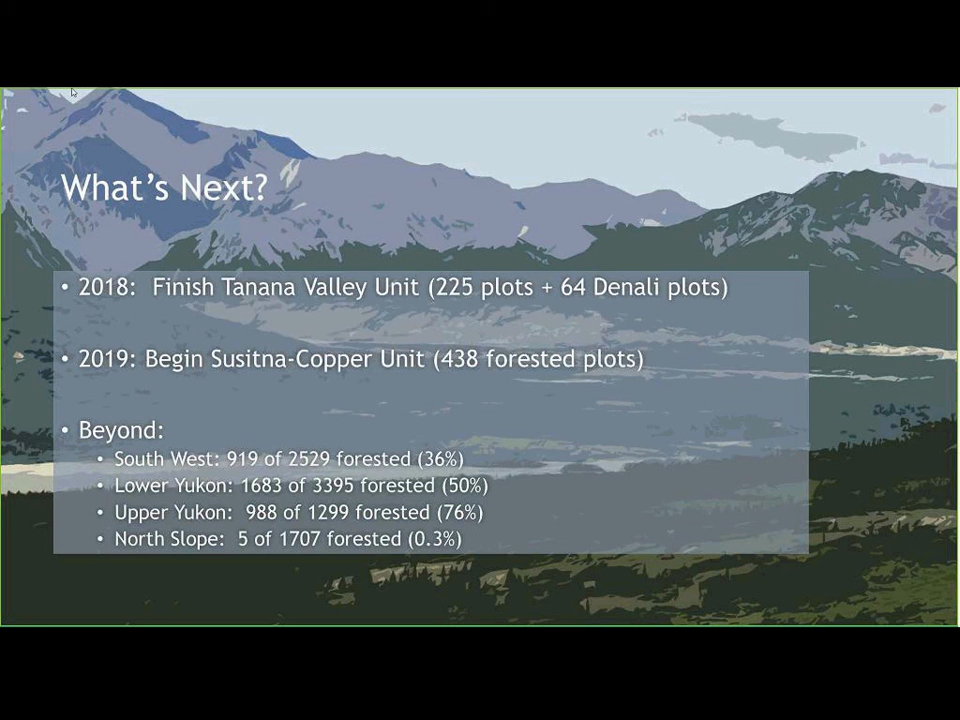 What's Next?
• 2018:  Finish Tanana Valley Unit (225 plots + 64 Denali plots)
• 2019: Begin Susitna-Copper Unit (438 forested plots)
• Beyond:
• South West: 919 of 2529 forested (36%)
• Lower Yukon: 1683 of 3395 forested (50%)
• Upper Yukon:  988 of 1299 forested (76%)
• North Slope:  5 of 1707 forested (0.3%)